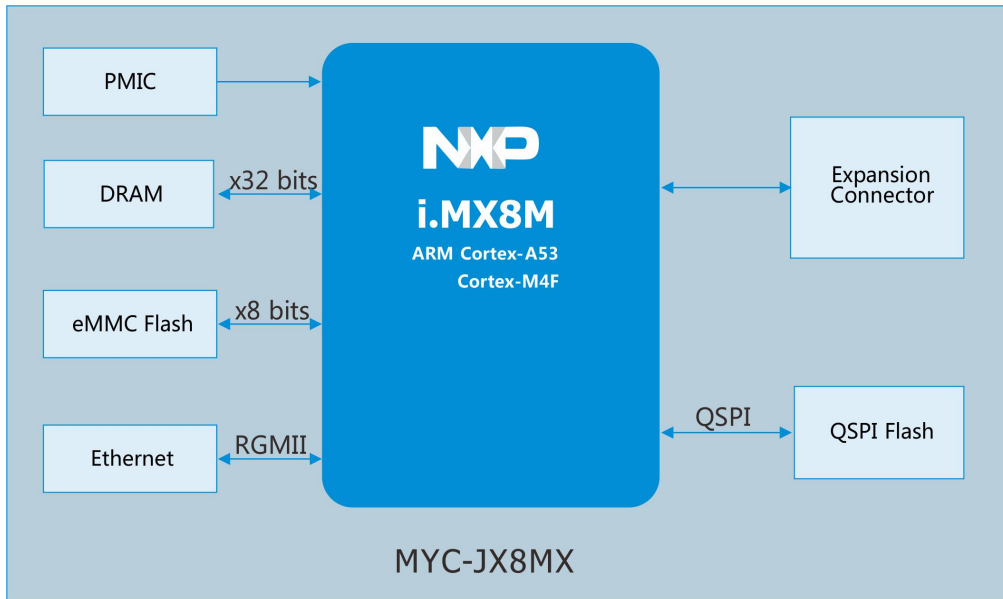 PMIC
DRAM
x32 bits
eMMC Flash
x8 bits
Ethernet
RGMII
NXP
i.MX8M
ARM Cortex-A53
Cortex-M4F
Expansion
Connector
QSPI
QSPI Flash
MYC-JX8MX